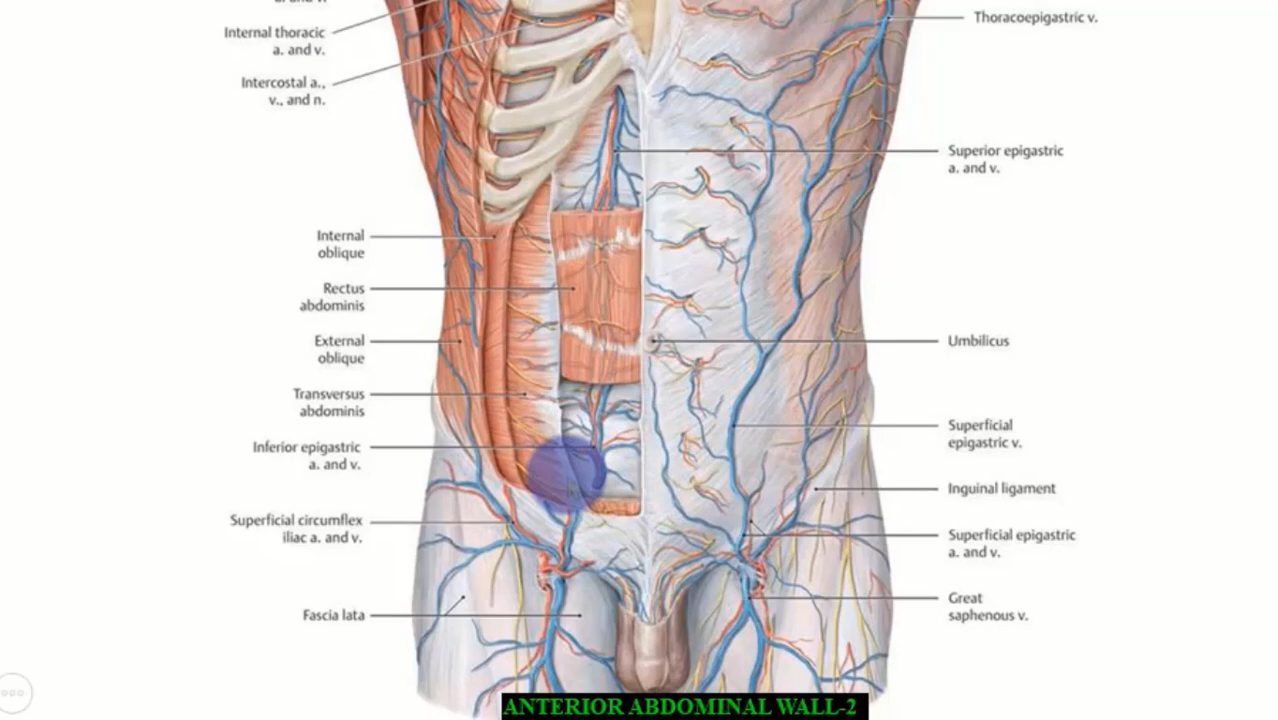 a. and v.
Internal thoracic
a. and v.
Intercostal a.,
v., and n.
Internal
oblique
Rectus
abdominis
External
oblique
Transversus
abdominis
Inferior epigastric
a. and v.
Superficial circumflex
iliac a. and v.
Fascia lata
Thoracoepigastric v.
Superior epigastric
a. and v.
Umbilicus
Superficial
epigastric v.
Inguinal ligament
Superficial epigastric
a. and v.
Great
saphenous v.
ANTERIOR ABDOMINAL WALL-2